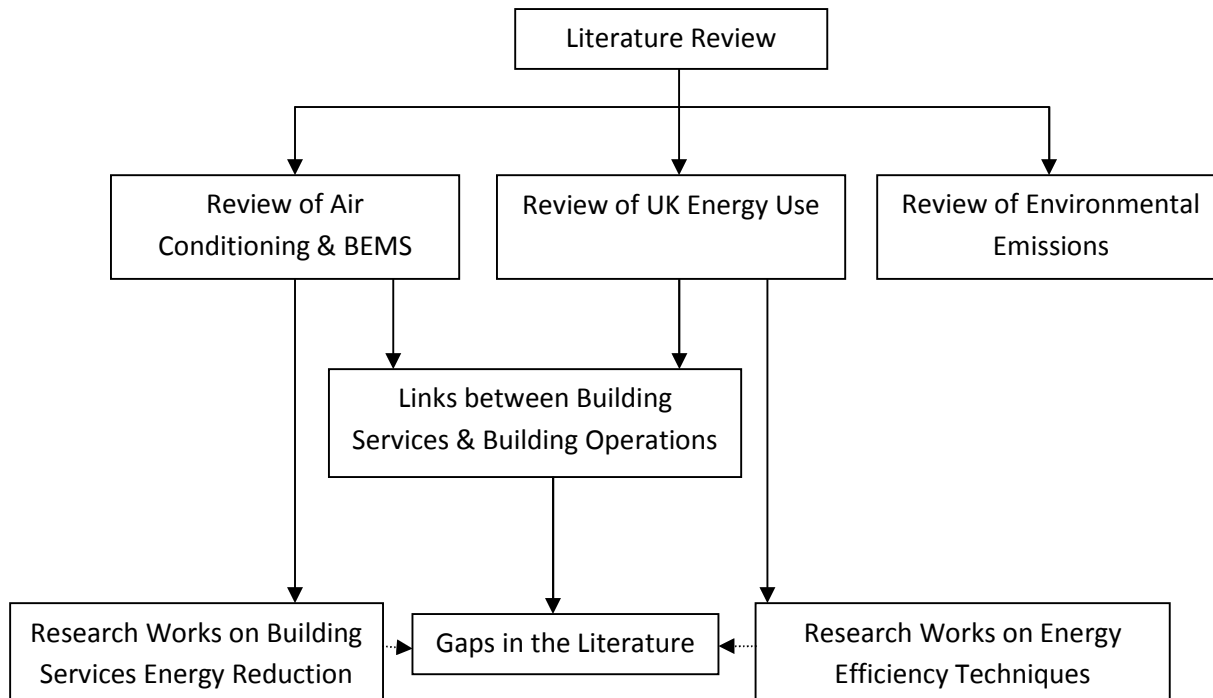 Literature Review
Review of Air
Conditioning & BEMS
Review of UK Energy Use
Review of Environmental
Emissions
Links between Building
Services & Building Operations
Research Works on Building
Services Energy Reduction
Gaps in the Literature
Research Works on Energy
Efficiency Techniques